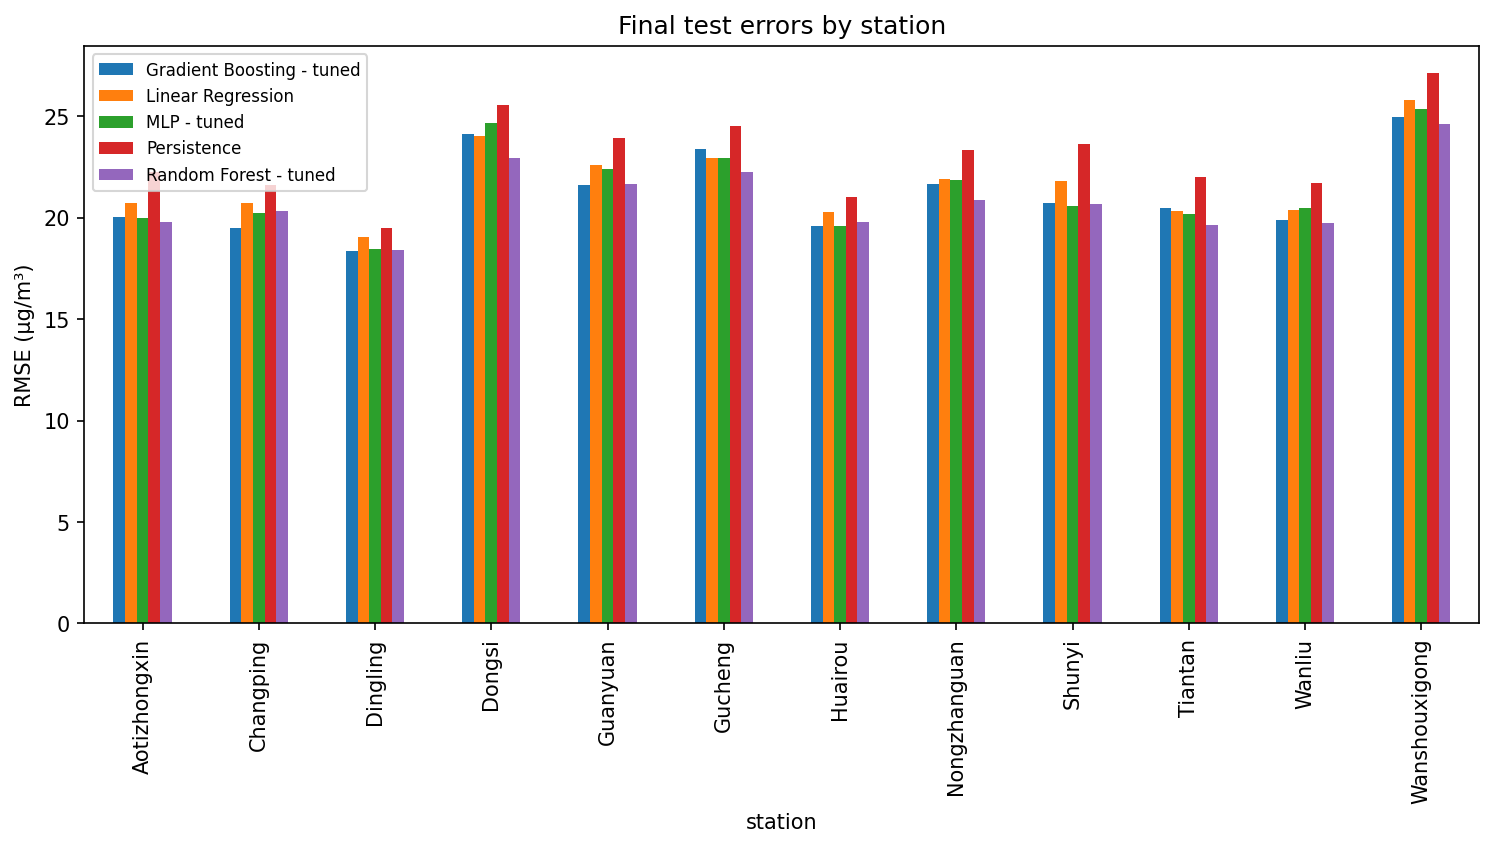 Final test errors by station
Gradient Boosting - tuned
Linear Regression
MLP - tuned
Persistence
Random Forest - tuned
RMSE (µg/m³)
25
20
15
10
5
0
Aotizhongxin
Changping
Dingling
Dongsi
Guanyuan
Gucheng
Huairou
Nongzhanguan
Shunyi
Tiantan
Wanliu
Wanshouxigong
station